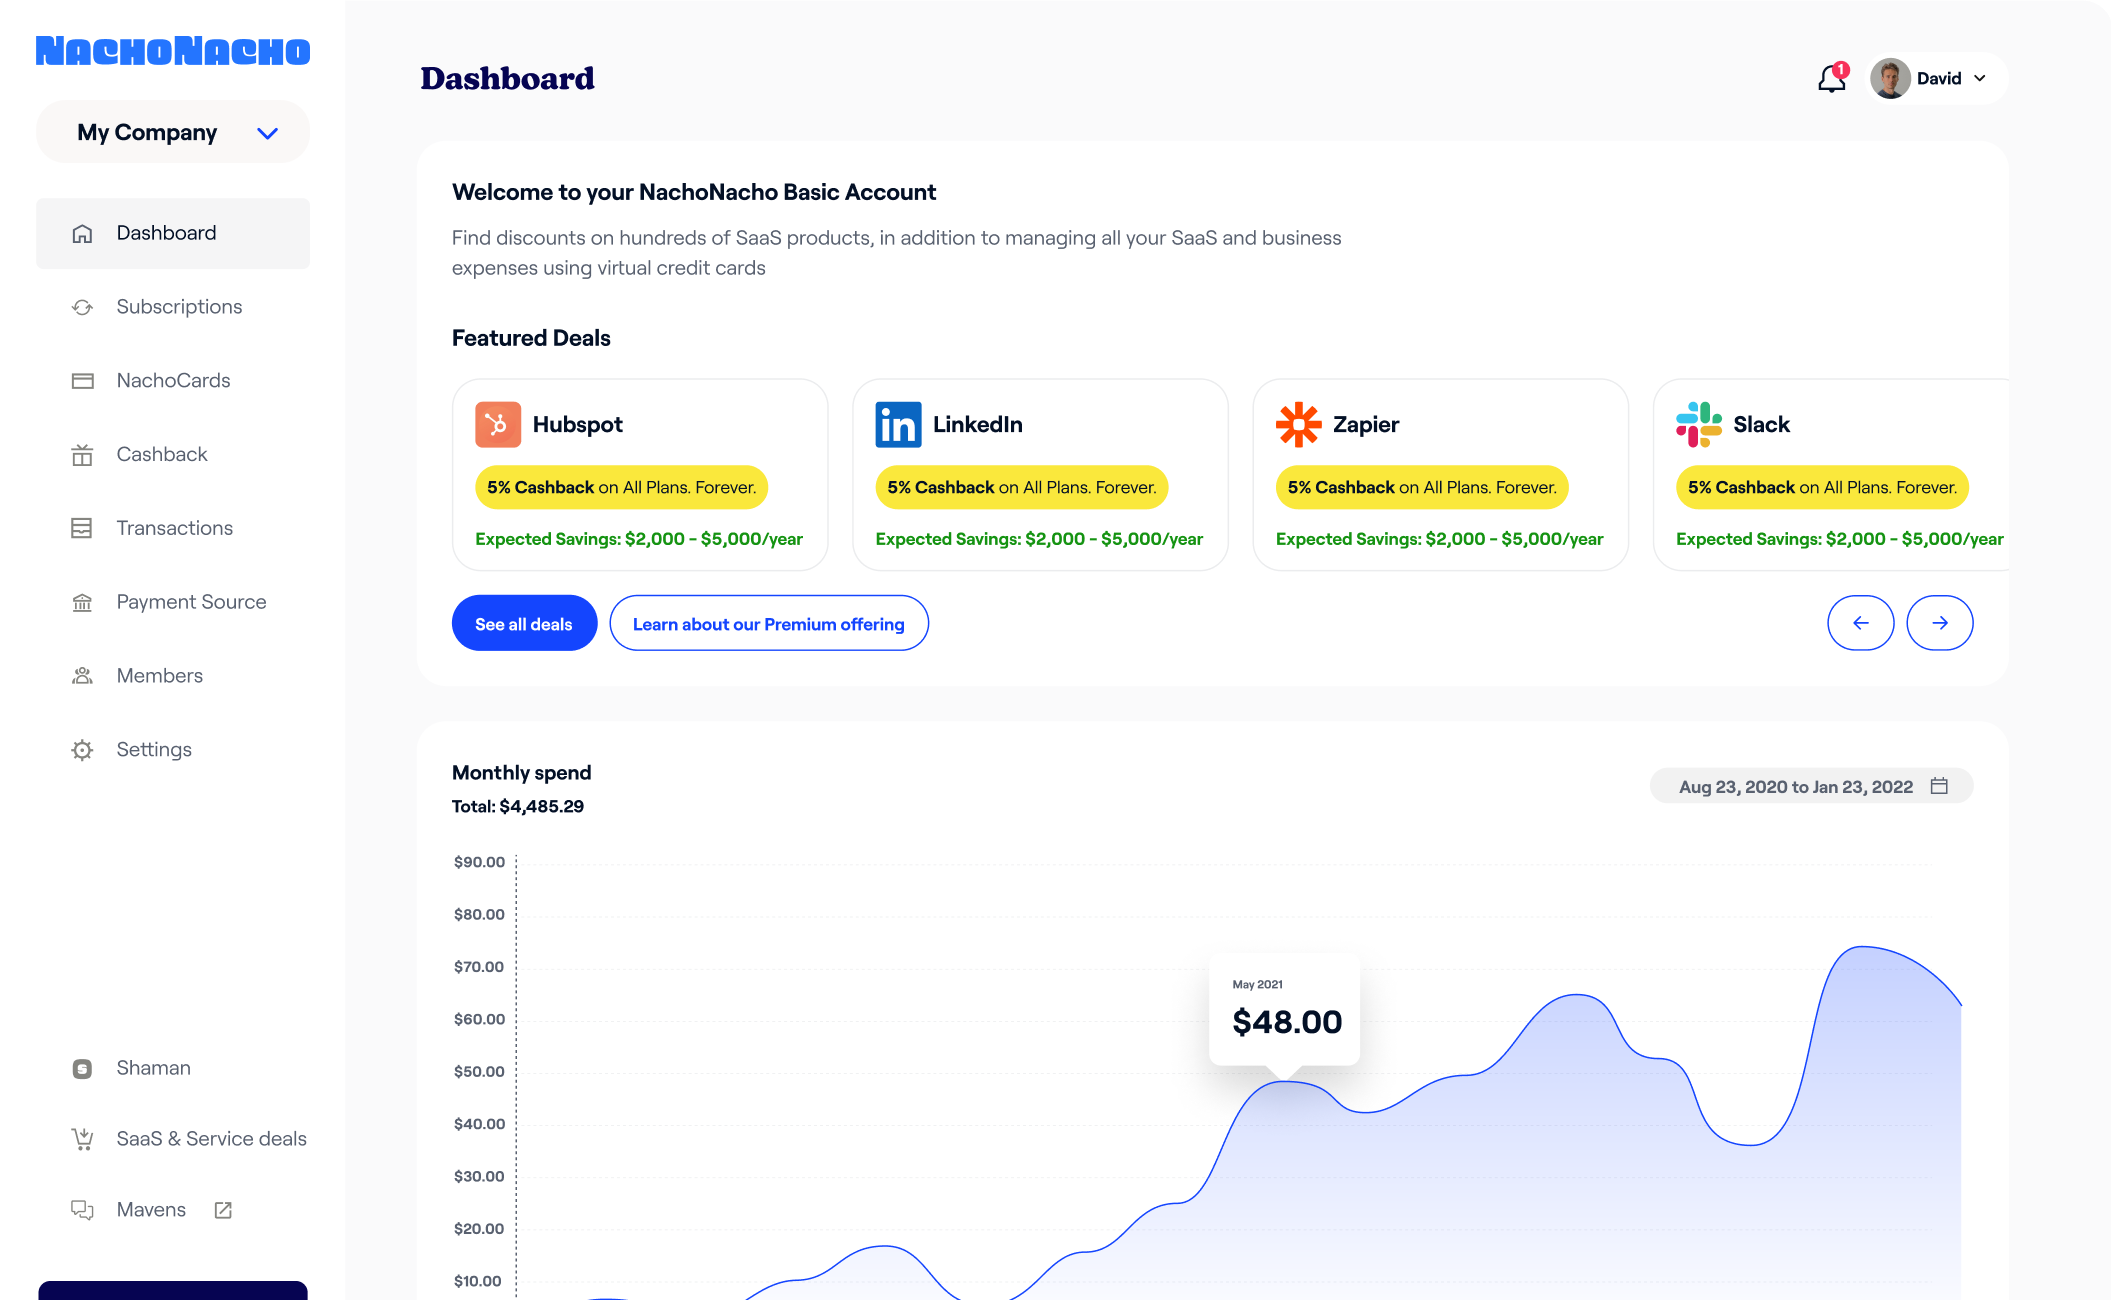 NachoNacho
My Company
Dashboard
Subscriptions
NachoCards
Cashback
Transactions
Payment Source
Members
Settings
Shaman
SaaS & Service deals
Mavens
Dashboard
1
David
Welcome to your NachoNacho Basic Account
Find discounts on hundreds of SaaS products, in addition to managing all your SaaS and business
expenses using virtual credit cards
Featured Deals
Hubspot
5% Cashback on All Plans. Forever.
Expected Savings: $2,000 - $5,000/year
in
LinkedIn
5% Cashback on All Plans. Forever.
Expected Savings: $2,000 - $5,000/year
Zapier
5% Cashback on All Plans. Forever.
Expected Savings: $2,000 - $5,000/year
Slack
5% Cashback on All Plans. Forever.
Expected Savings: $2,000 - $5,000/year
See all deals
Learn about our Premium offering
Monthly spend
Total: $4,485.29
Aug 23, 2020 to Jan 23, 2022
$90.00
$80.00
$70.00
$60.00
$50.00
$40.00
$30.00
$20.00
$10.00
May 2021
$48.00